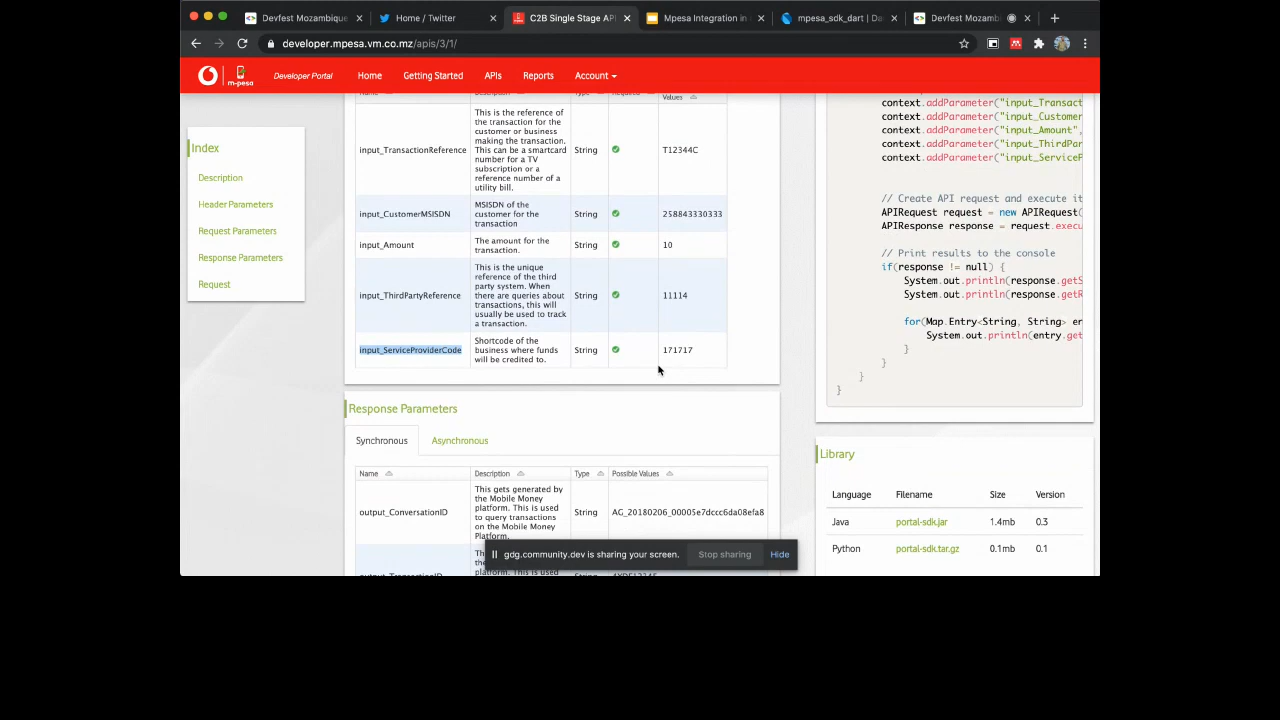 Devfest Mozambique
Home / Twitter
C2B Single Stage API
Mpesa Integration in
mpesa_sdk_dart | Da
Devfest Mozambi
developer.mpesa.vm.co.mz/apis/3/1/
m-pesa
Developer Portal
Home
Getting Started
APIs
Reports
Account
Index
Description
Header Parameters
Request Parameters
Response Parameters
Request
Name Description Type Required
Values
input_TransactionReference
This is the reference
of the transaction for the
customer or business
making the transaction.
This can be a smartcard
number for a TV
subscription or a
reference number of a
utility bill.
String
T12344C
input_CustomerMSISDN
MSISDN of the
customer for the
transaction
String
258843330333
input_Amount
The amount for the
transaction.
String
10
input_ThirdPartyReference
This is the unique
reference of the third
party system. When
there are queries about
transactions, this will
usually be used to track
a transaction.
String
11114
input_ServiceProviderCode
Shortcode of the
business where funds
will be credited to.
String
171717
Response Parameters
Synchronous
Asynchronous
Name
Description
Type
Possible Values
output_ConversationID
This gets generated by
the Mobile Money
platform. This is used
to query transactions
on the Mobile Money
Platform.
String
AG_20180206_00005e7dccc6da08efa8
output_TransactionID
the
platform. This is used
String
context.addParameter("input_Transact
context.addParameter("input_Customer
context.addParameter("input_Amount",
context.addParameter("input_ThirdPar
context.addParameter("input_ServiceP
// Create API request and execute it
APIRequest request = new APIRequest(
APIResponse response = request.execu
// Print results to the console
if(response != null) {
System.out.println(response.getS
System.out.println(response.getR
for(Map.Entry<String, String> en
System.out.println(entry.get
}
}
}
}
Library
Language
Filename
Size
Version
Java
portal-sdk.jar
1.4mb
0.3
Python
portal-sdk.tar.gz
0.1mb
0.1
gdg.community.dev is sharing your screen.
Stop sharing
Hide